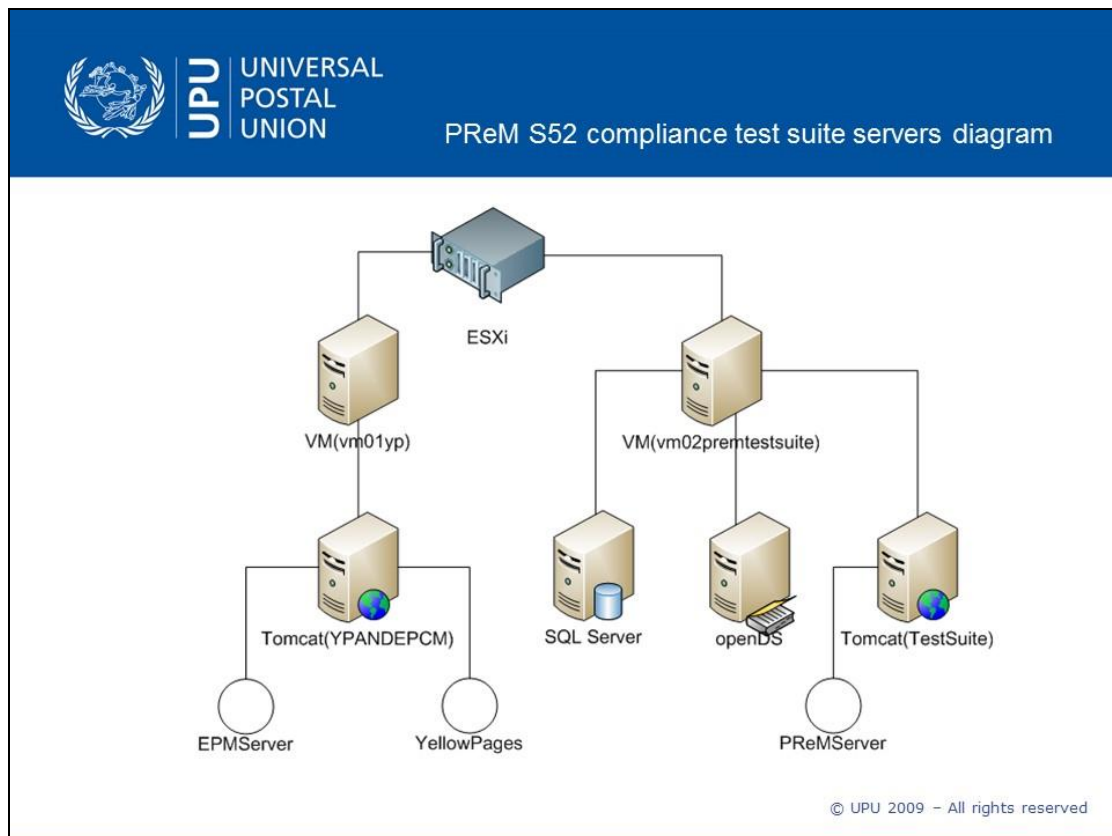 UPU
UNIVERSAL
POSTAL
UNION
PReM S52 compliance test suite servers diagram
ESXi
VM(vm01yp)
VM(vm02premtestsuite)
Tomcat(YPANDEPCM)
SQL Server
openDS
Tomcat(TestSuite)
EPMServer
YellowPages
PReMServer
© UPU 2009 – All rights reserved